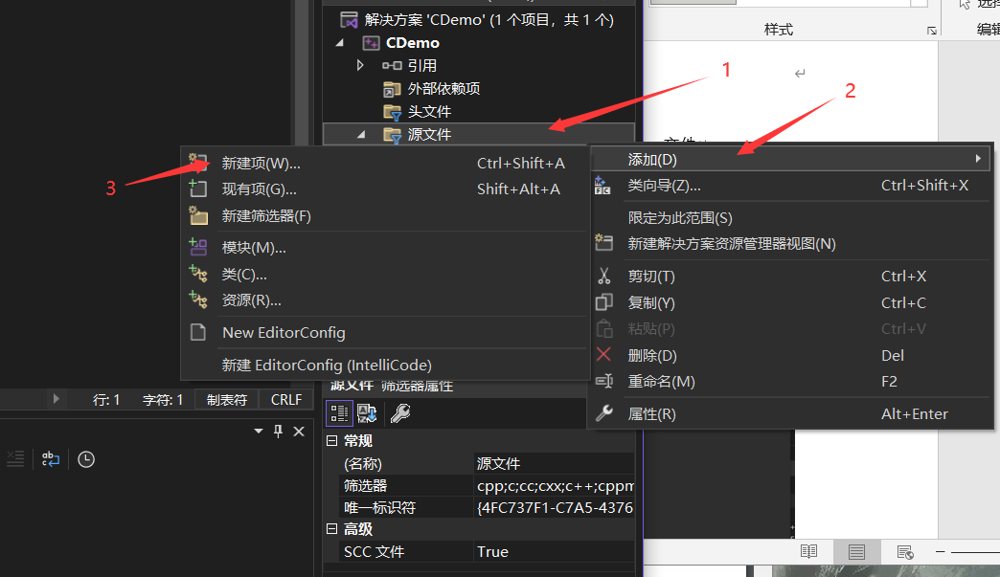 解决方案 'CDemo' (1 个项目，共 1 个)
样式
CDemo
引用
1
外部依赖项
2
头文件
源文件
新建项(W)... Ctrl+Shift+A
添加(D)
3
现有项(G)... Shift+Alt+A
类向导(Z)... Ctrl+Shift+X
新建筛选器(F)
限定为此范围(S)
模块(M)...
新建解决方案资源管理器视图(N)
类(C)...
剪切(T) Ctrl+X
资源(R)...
复制(Y) Ctrl+C
粘贴(P) Ctrl+V
New EditorConfig
删除(D) Del
新建 EditorConfig (IntelliCode)
重命名(M) F2
源文件 筛选器属性
行: 1 字符: 1 制表符 CRLF
属性(R) Alt+Enter
常规
(名称) 源文件
筛选器 cpp;c;cc;cxx;c++;cppm
唯一标识符 {4FC737F1-C7A5-4376
高级
SCC 文件 True